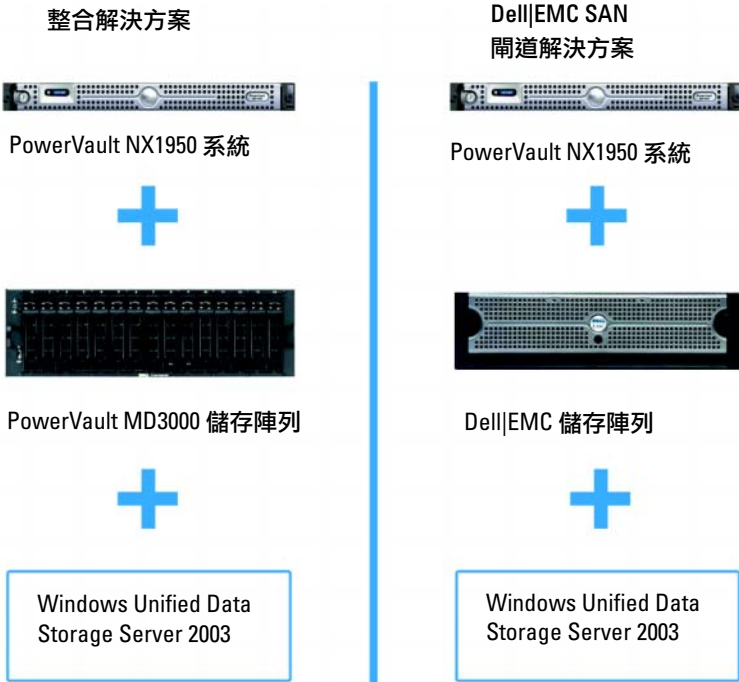 整合解決方案
PowerVault NX1950 系統
PowerVault MD3000 儲存陣列
Windows Unified Data
Storage Server 2003
Dell|EMC SAN
閘道解決方案
PowerVault NX1950 系統
Dell|EMC 儲存陣列
Windows Unified Data
Storage Server 2003